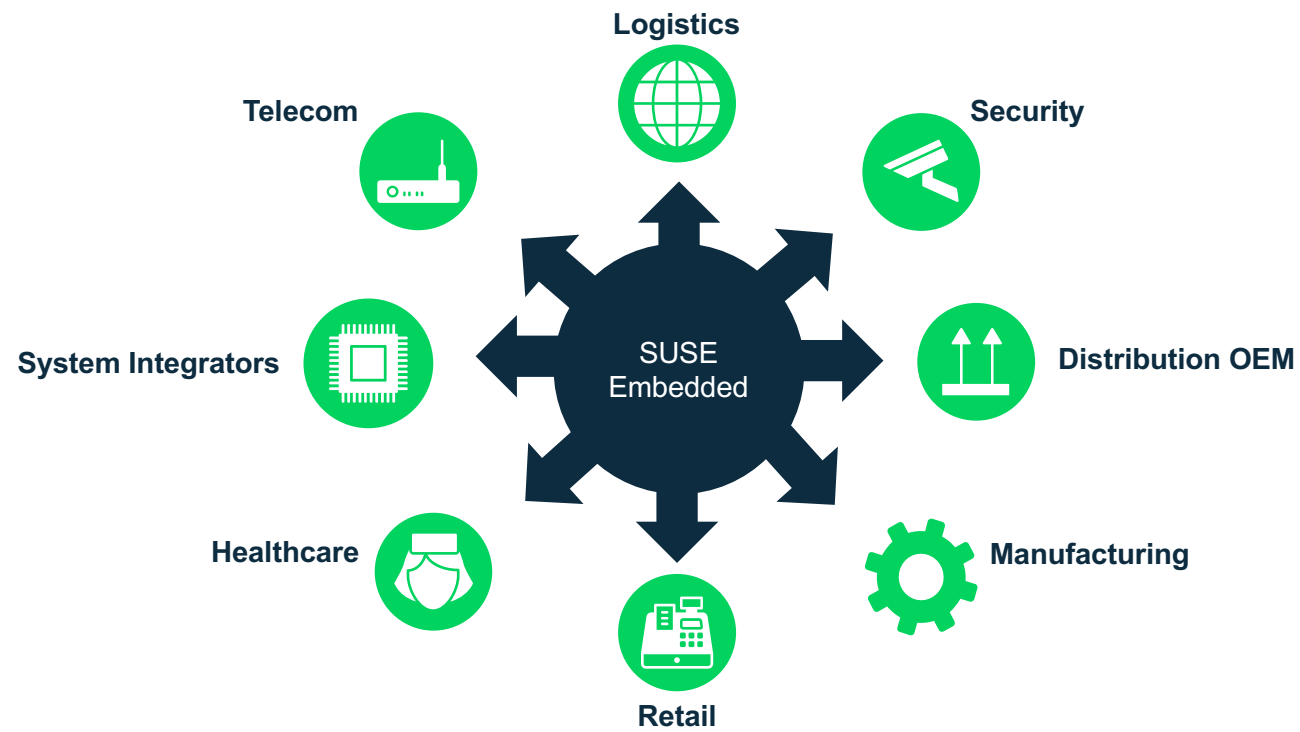 Logistics
Telecom
Security
SUSE
Embedded
System Integrators
Distribution OEM
Healthcare
Manufacturing
Retail